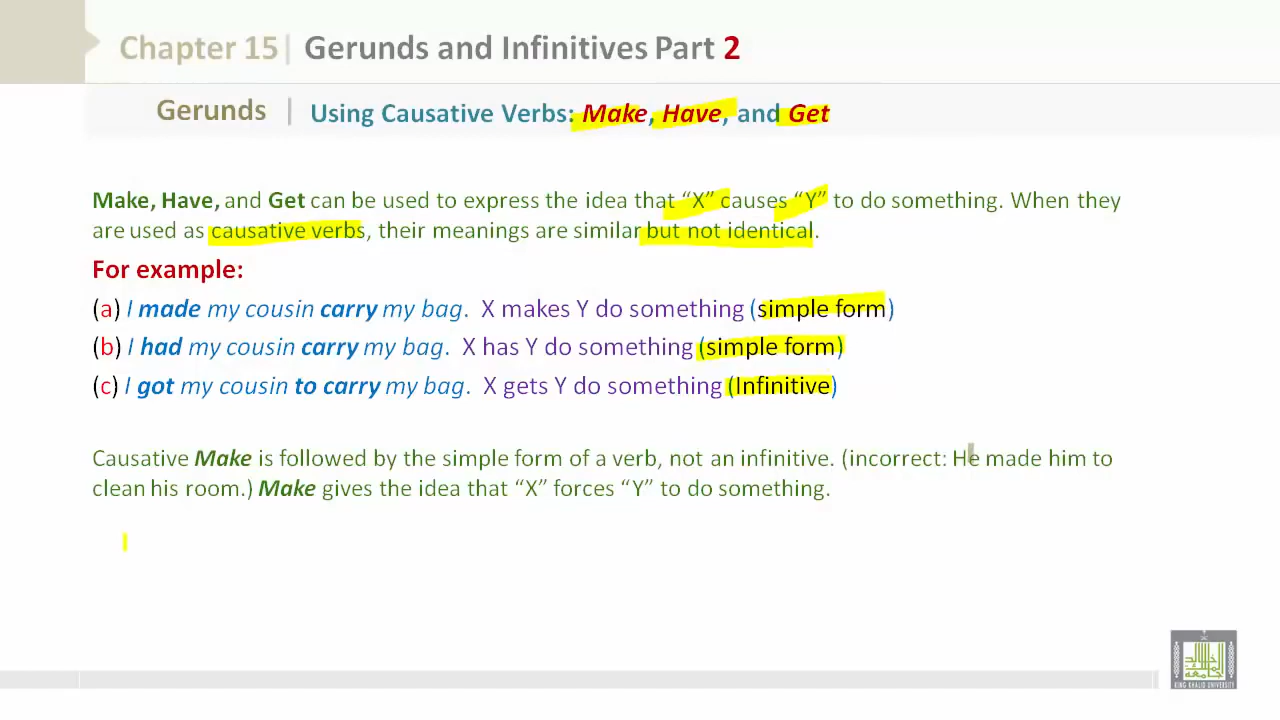 Chapter 15| Gerunds and Infinitives Part 2
Gerunds | Using Causative Verbs: Make, Have, and Get
Make, Have, and Get can be used to express the idea that “X” causes “Y” to do something. When they
are used as causative verbs, their meanings are similar but not identical.
For example:
(a) I made my cousin carry my bag. X makes Y do something (simple form)
(b) I had my cousin carry my bag. X has Y do something (simple form)
(c) I got my cousin to carry my bag. X gets Y do something (Infinitive)
Causative Make is followed by the simple form of a verb, not an infinitive. (incorrect: He made him to
clean his room.) Make gives the idea that “X” forces “Y” to do something.
KING KHALID UNIVERSITY